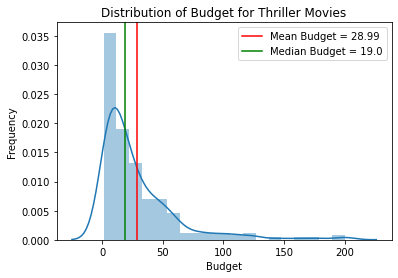 Distribution of Budget for Thriller Movies
Mean Budget = 28.99
Median Budget = 19.0
Frequency
0.035
0.030
0.025
0.020
0.015
0.010
0.005
0.000
0
50
100
150
200
Budget